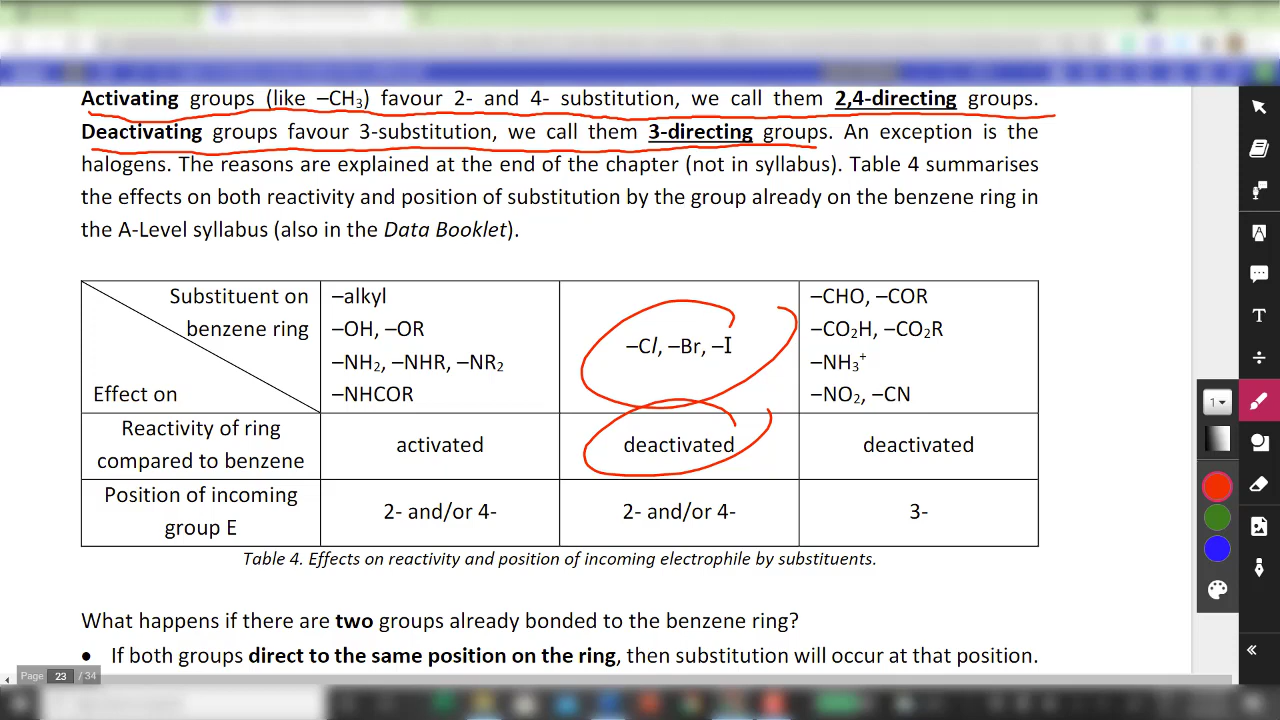 Activating groups (like –CH₃) favour 2- and 4- substitution, we call them 2,4-directing groups.
Deactivating groups favour 3-substitution, we call them 3-directing groups. An exception is the
halogens. The reasons are explained at the end of the chapter (not in syllabus). Table 4 summarises
the effects on both reactivity and position of substitution by the group already on the benzene ring in
the A-Level syllabus (also in the Data Booklet).
Substituent on
benzene ring
Effect on
–alkyl
–OH, –OR
–NH₂, –NHR, –NR₂
–NHCOR
–Cl, –Br, –I
–CHO, –COR
–CO₂H, –CO₂R
–NH₃⁺
–NO₂, –CN
Reactivity of ring
compared to benzene
activated
deactivated
deactivated
Position of incoming
group E
2- and/or 4-
2- and/or 4-
3-
Table 4. Effects on reactivity and position of incoming electrophile by substituents.
What happens if there are two groups already bonded to the benzene ring?
• If both groups direct to the same position on the ring, then substitution will occur at that position.
Page 23 / 34
1